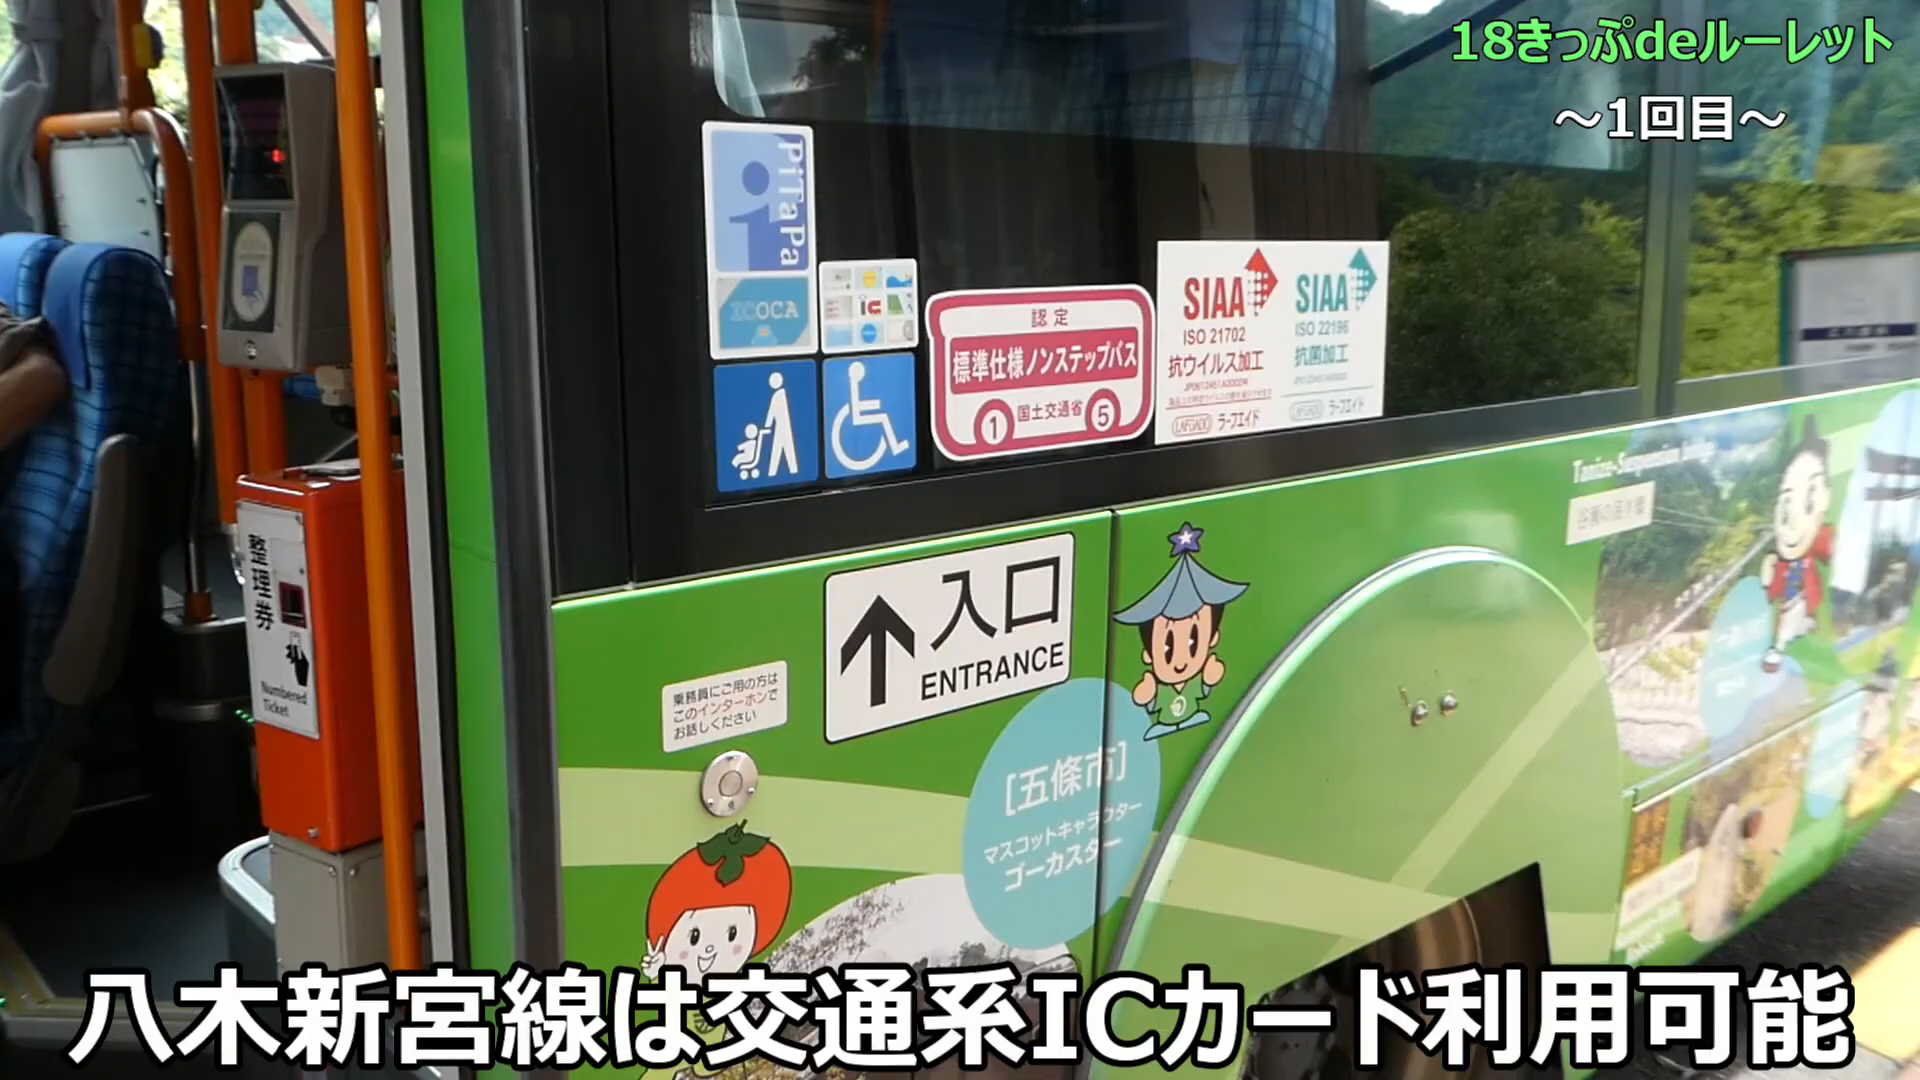 18きっぷdeルーレット
～1回目～
PiTaPa
ICOCA
認定
標準仕様ノンステップバス
国土交通省
1
5
SIAA
ISO 21702
抗ウイルス加工
SIAA
ISO 22196
抗菌加工
ラーフエイド
ラーフエイド
整理券
Numbered
Ticket
↑入口
ENTRANCE
乗務員にご用の方は
このインターホンで
お話しください
[五條市]
マスコットキャラクター
ゴーカスター
八木新宮線は交通系ICカード利用可能